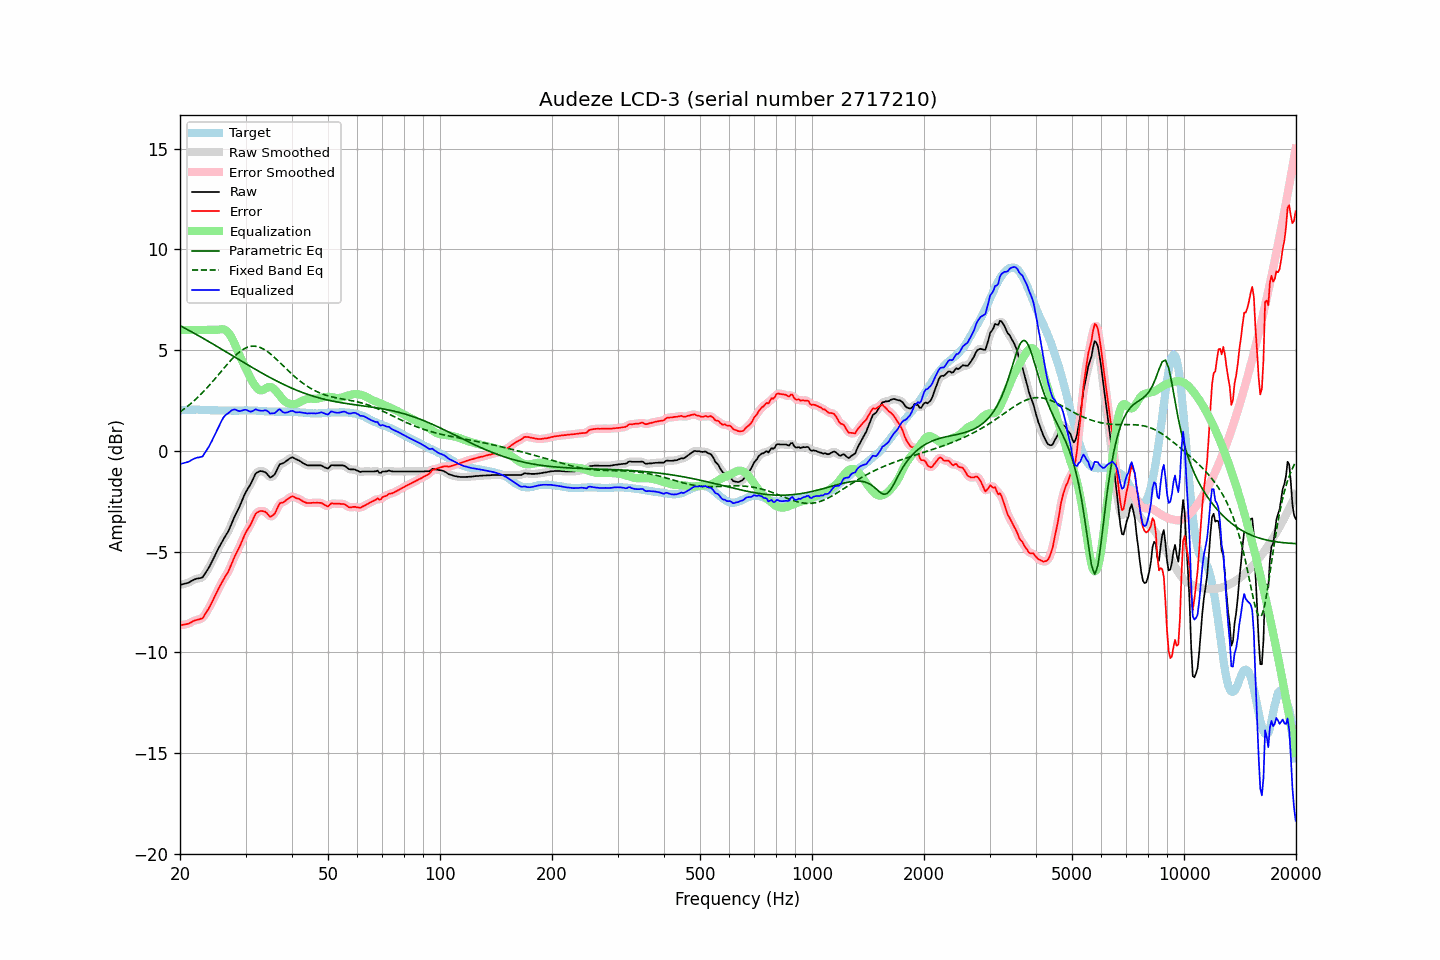 Audeze LCD-3 (serial number 2717210)
Target
Raw Smoothed
Error Smoothed
Raw
Error
Equalization
Parametric Eq
Fixed Band Eq
Equalized
15
10
5
0
−5
−10
−15
−20
Amplitude (dBr)
20 50 100 200 500 1000 2000 5000 10000 20000
Frequency (Hz)